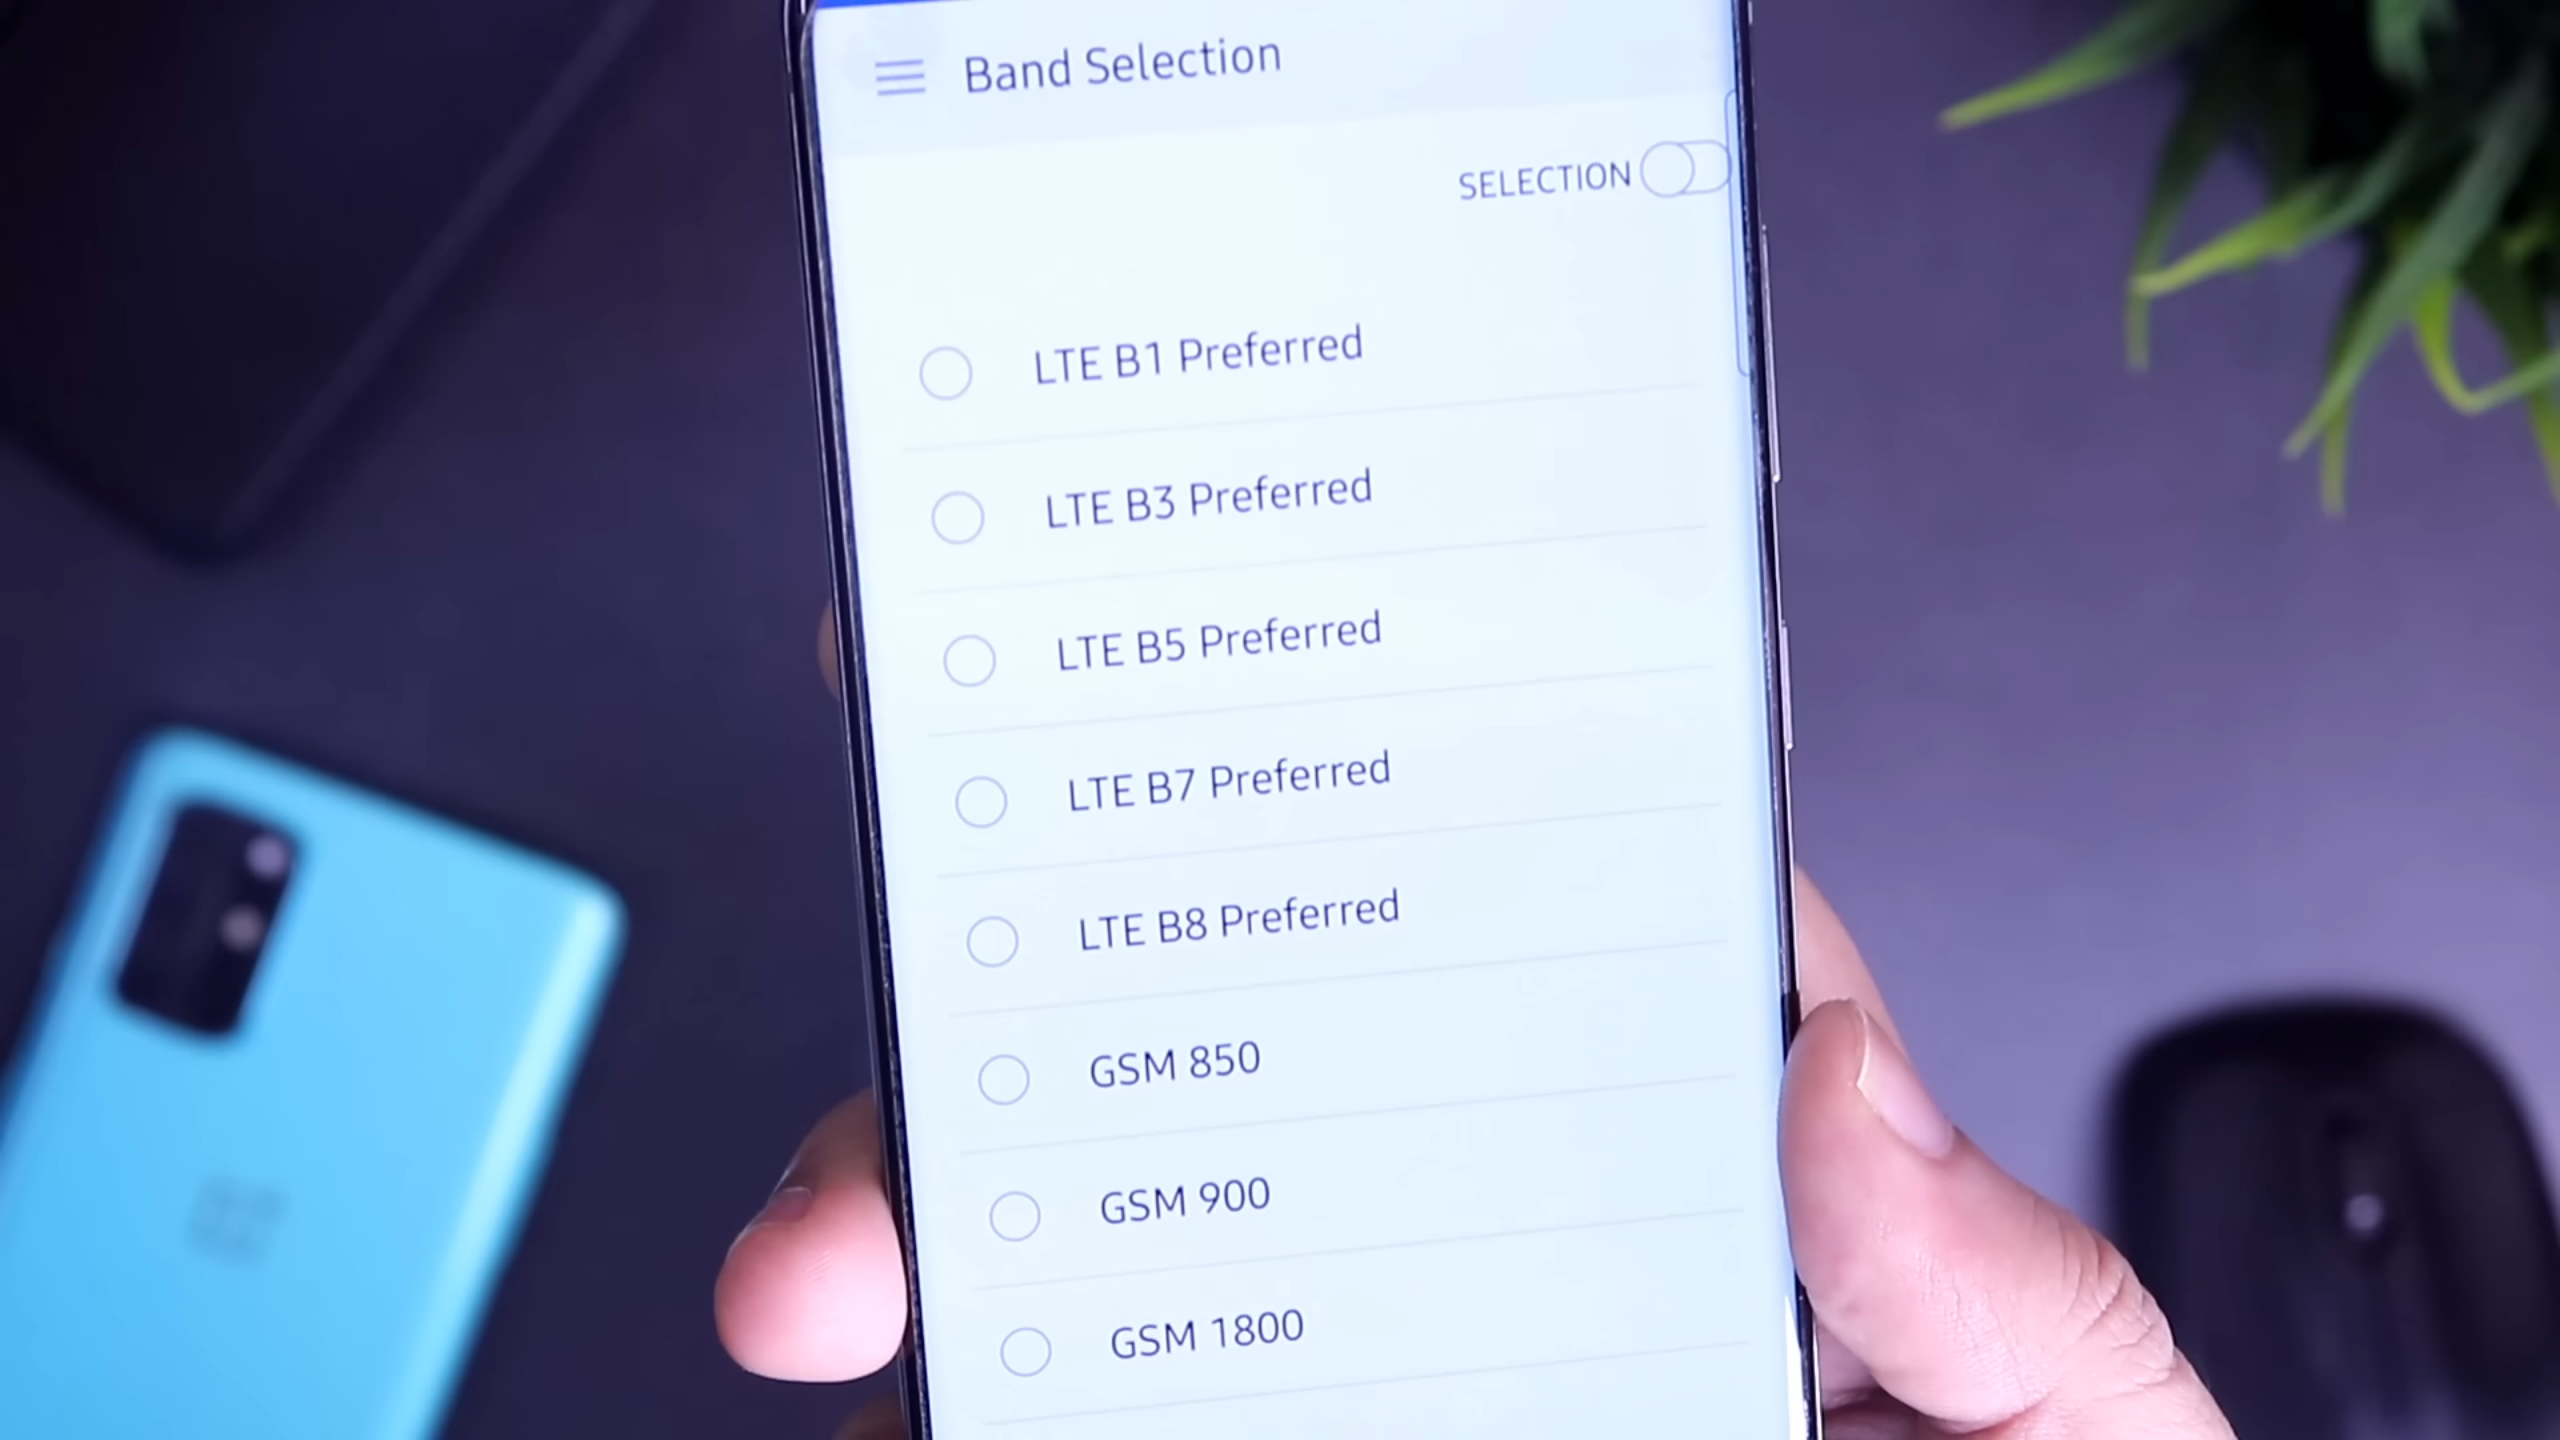 Band Selection
SELECTION
LTE B1 Preferred
LTE B3 Preferred
LTE B5 Preferred
LTE B7 Preferred
LTE B8 Preferred
GSM 850
GSM 900
GSM 1800